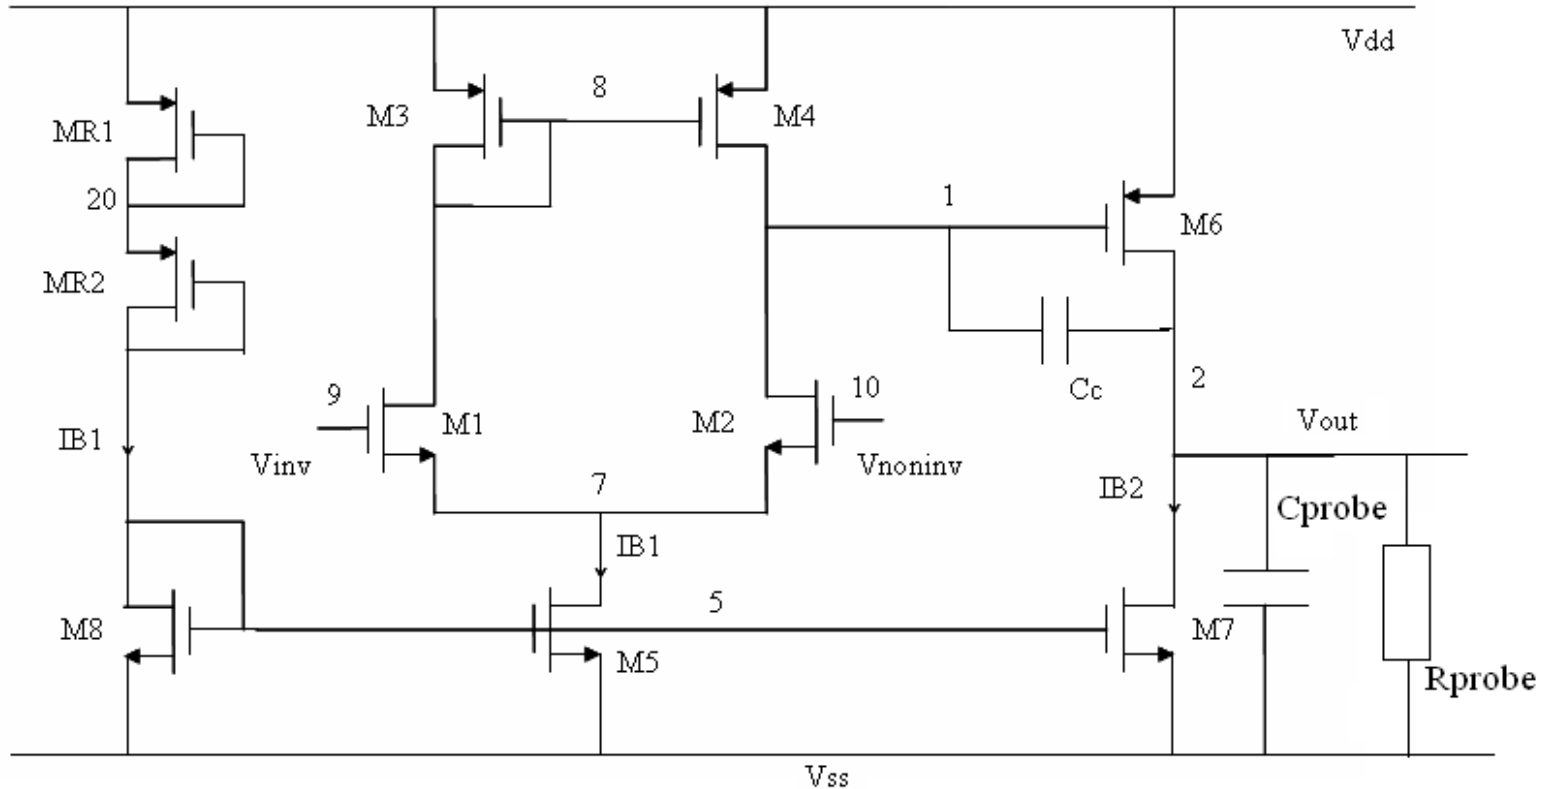 Vdd
8
M3
M4
MR1
20
1
M6
MR2
2
9
10
Cc
M1
M2
Vout
IB1
Vinv
Vnoninv
7
IB2
Cprobe
IB1
5
M8
M7
M5
Rprobe
Vss